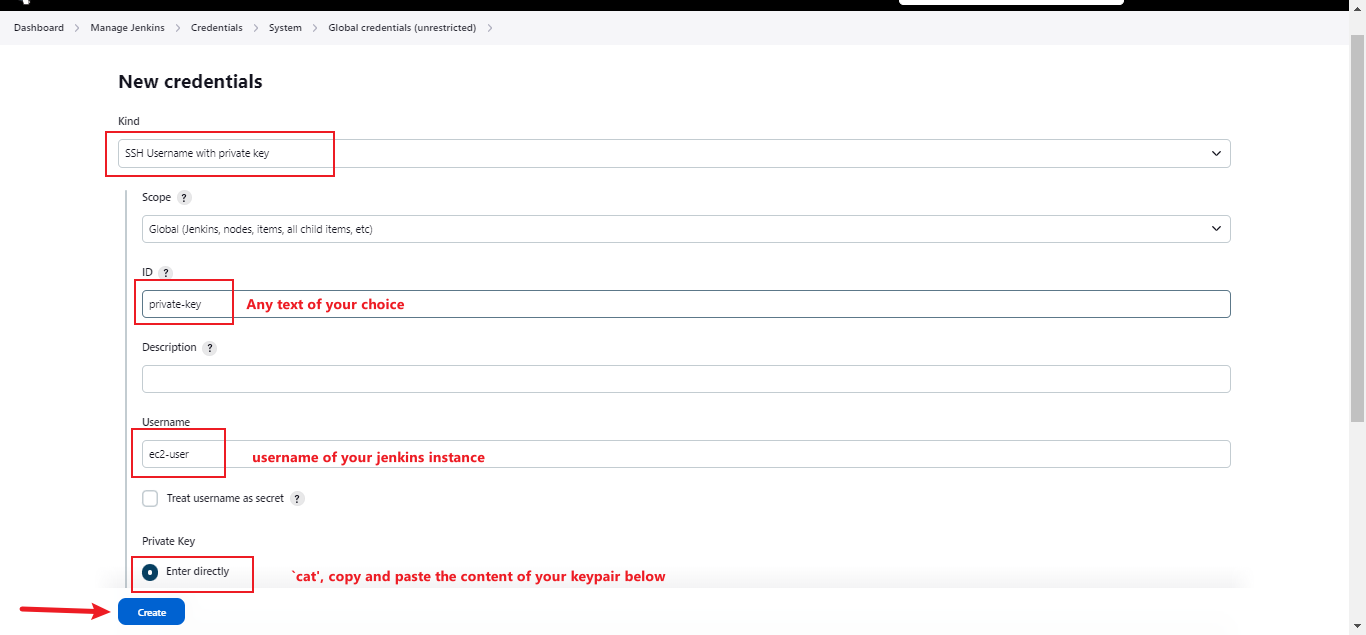 Dashboard > Manage Jenkins > Credentials > System > Global credentials (unrestricted) >
New credentials
Kind
SSH Username with private key
Scope ?
Global (Jenkins, nodes, items, all child items, etc)
ID ?
private-key Any text of your choice
Description ?
Username
ec2-user username of your jenkins instance
Treat username as secret ?
Private Key
Enter directly `cat', copy and paste the content of your keypair below
Create